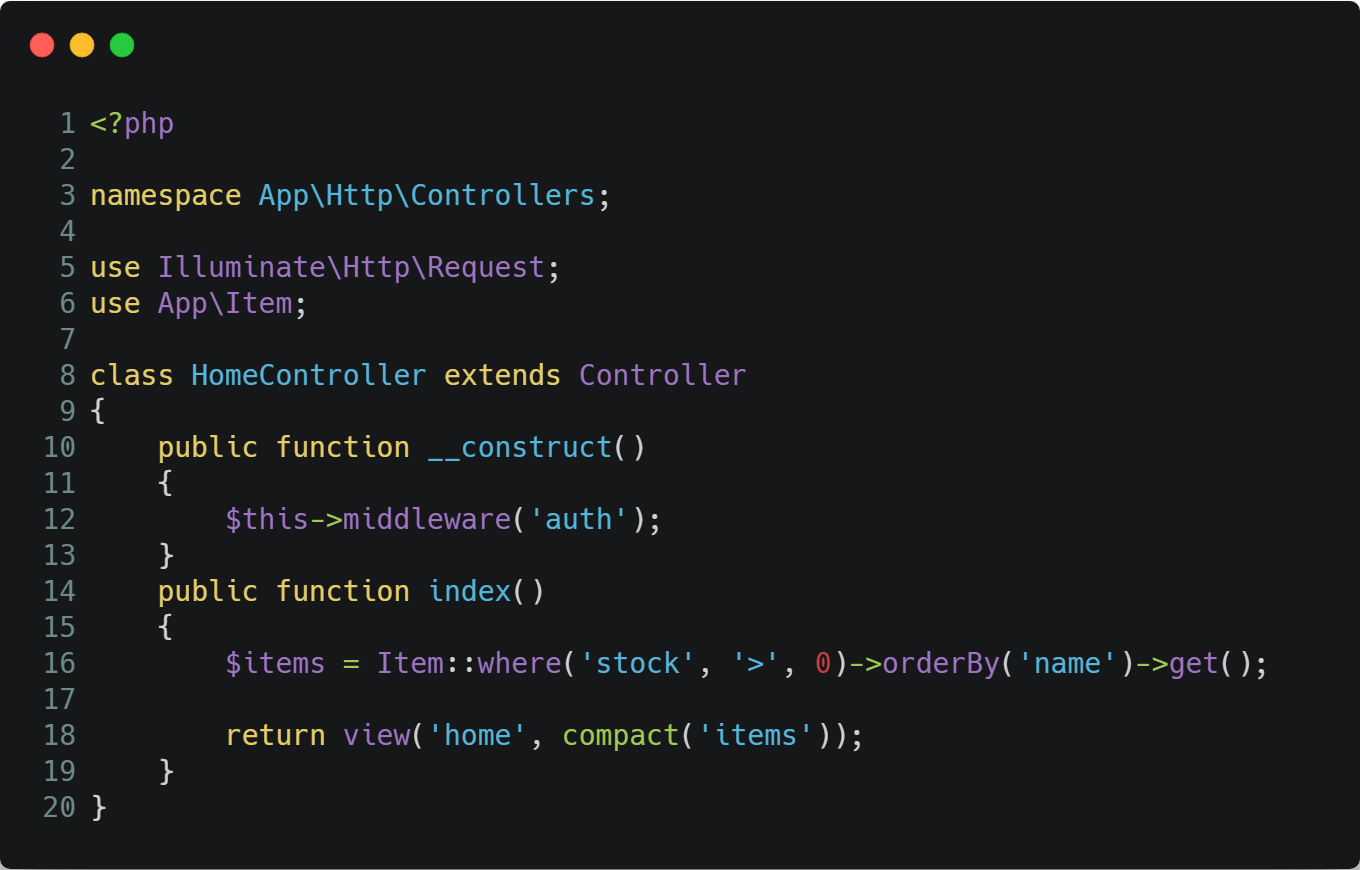 1 <?php
2
3 namespace App\Http\Controllers;
4
5 use Illuminate\Http\Request;
6 use App\Item;
7
8 class HomeController extends Controller
9 {
10     public function __construct()
11     {
12         $this->middleware('auth');
13     }
14     public function index()
15     {
16         $items = Item::where('stock', '>', 0)->orderBy('name')->get();
17
18         return view('home', compact('items'));
19     }
20 }